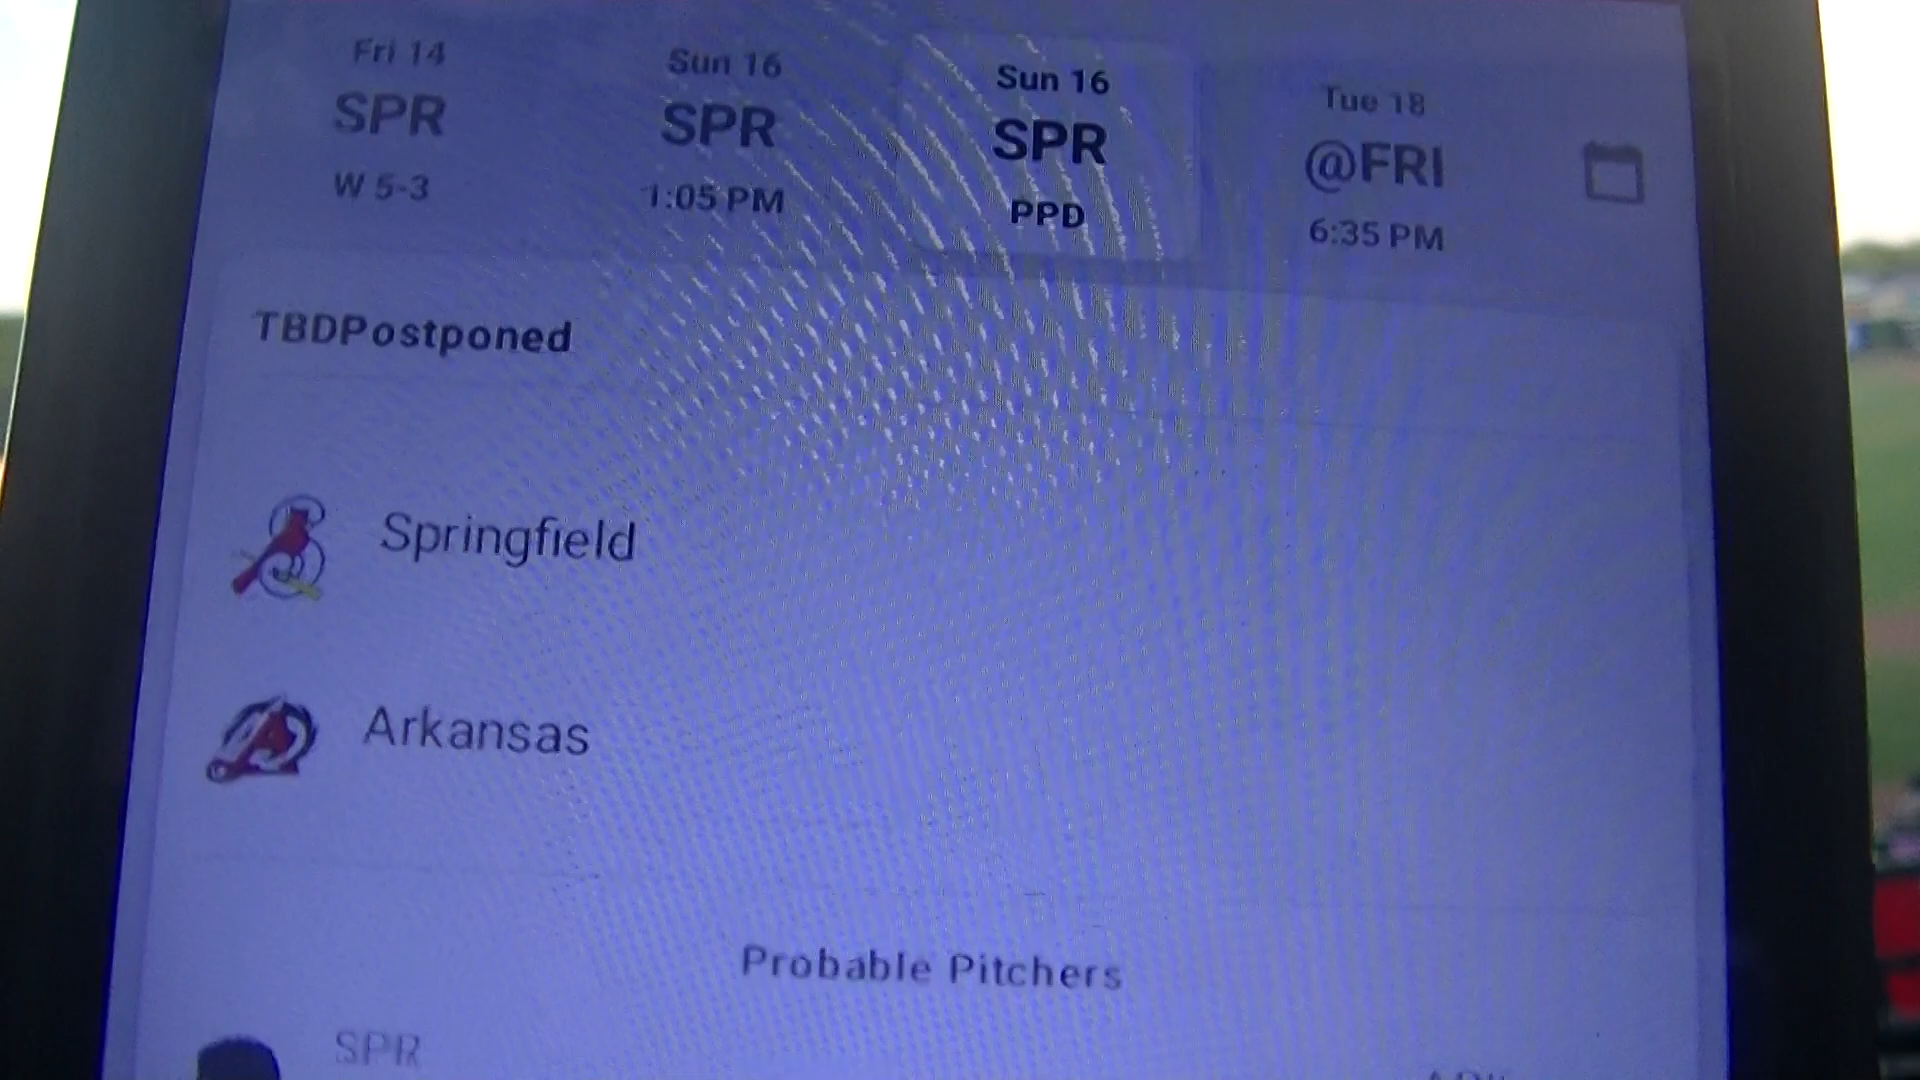 Fri 14
SPR
W 5-3
Sun 16
SPR
1:05 PM
Sun 16
SPR
PPD
Tue 18
@FRI
6:35 PM
TBDPostponed
Springfield
Arkansas
Probable Pitchers
SPR